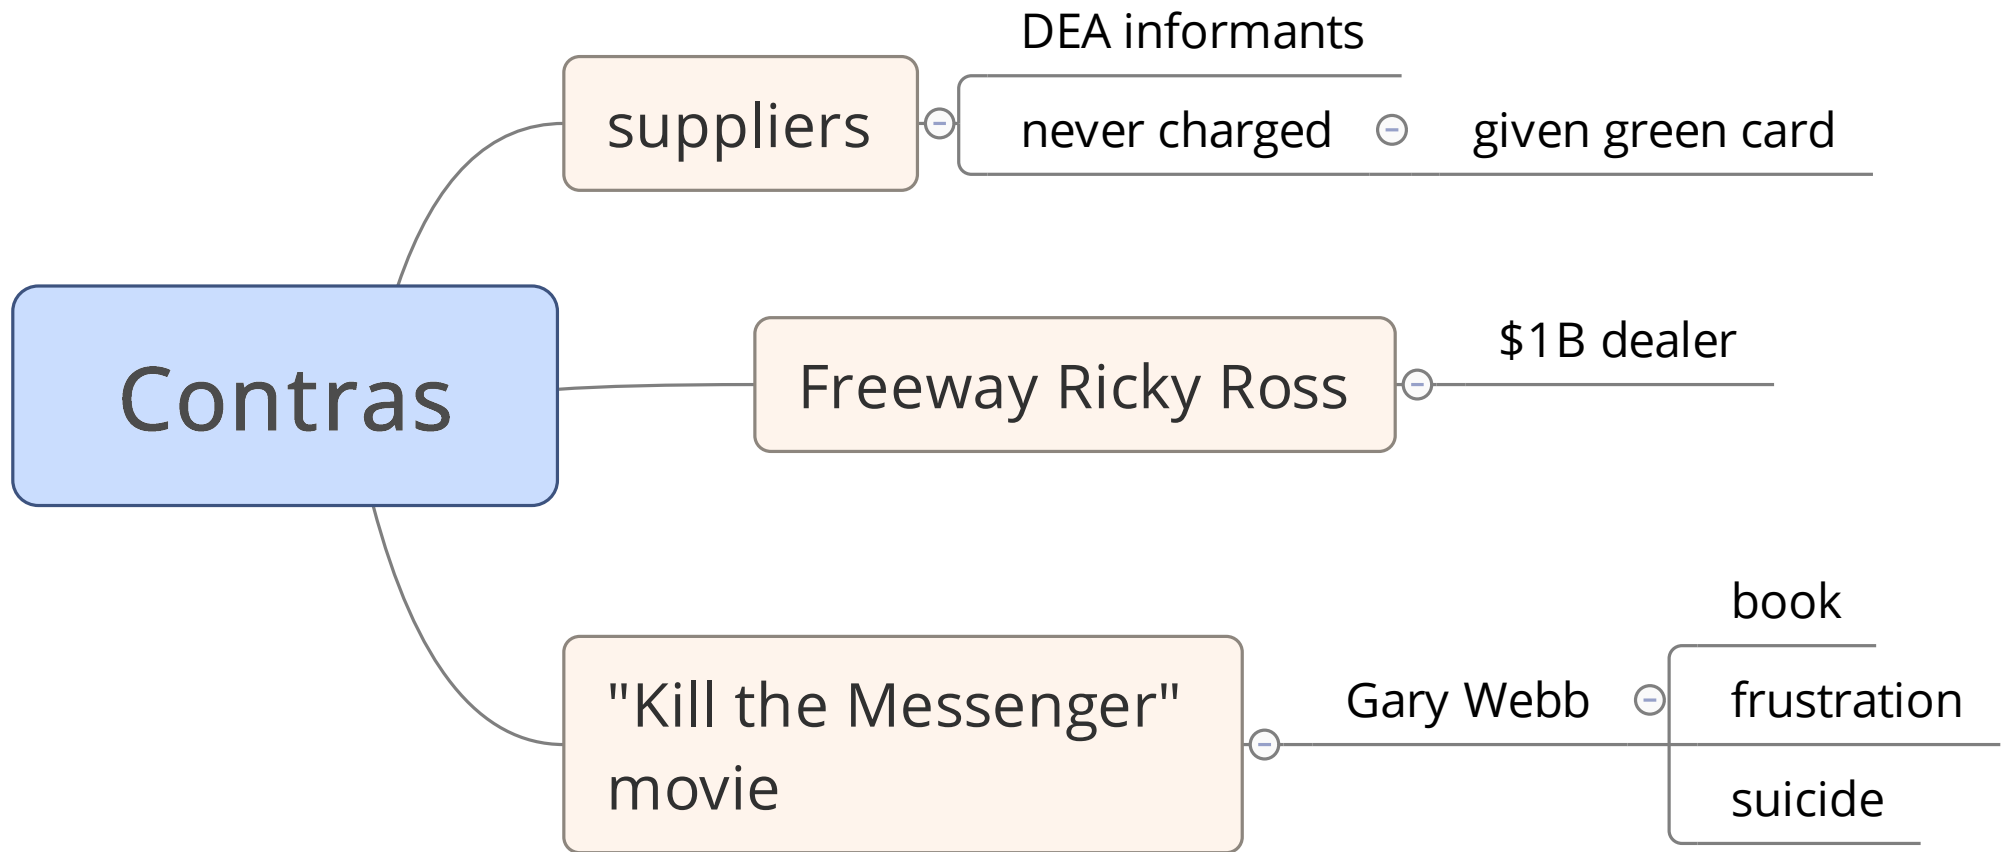 DEA informants
suppliers
never charged
given green card
Contras
Freeway Ricky Ross
$1B dealer
"Kill the Messenger"
movie
Gary Webb
book
frustration
suicide